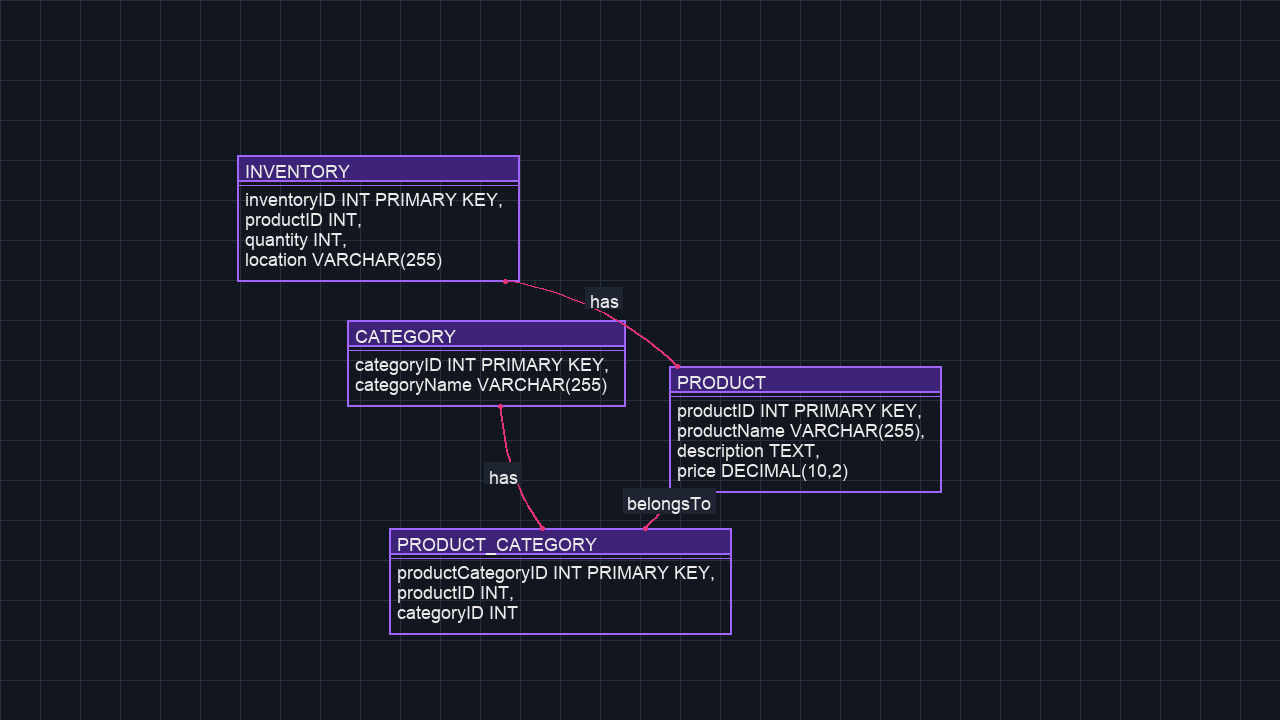 INVENTORY
inventoryID INT PRIMARY KEY,
productID INT,
quantity INT,
location VARCHAR(255)
has
CATEGORY
categoryID INT PRIMARY KEY,
categoryName VARCHAR(255)
PRODUCT
productID INT PRIMARY KEY,
productName VARCHAR(255),
description TEXT,
price DECIMAL(10,2)
has
belongsTo
PRODUCT_CATEGORY
productCategoryID INT PRIMARY KEY,
productID INT,
categoryID INT